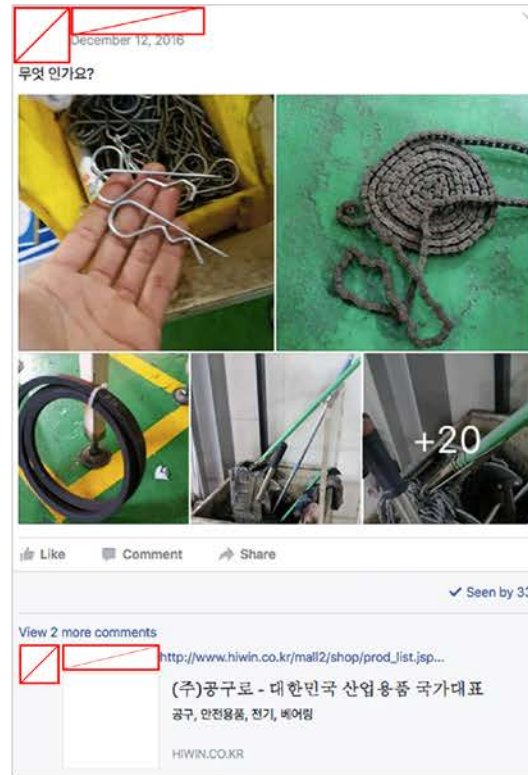 December 12, 2016
무엇 인가요?
+20
Like Comment Share
Seen by 33
View 2 more comments
http://www.hiwin.co.kr/mall2/shop/prod_list.jsp...
(주)공구로 - 대한민국 산업용품 국가대표
공구, 안전용품, 전기, 베어링
HIWIN.CO.KR